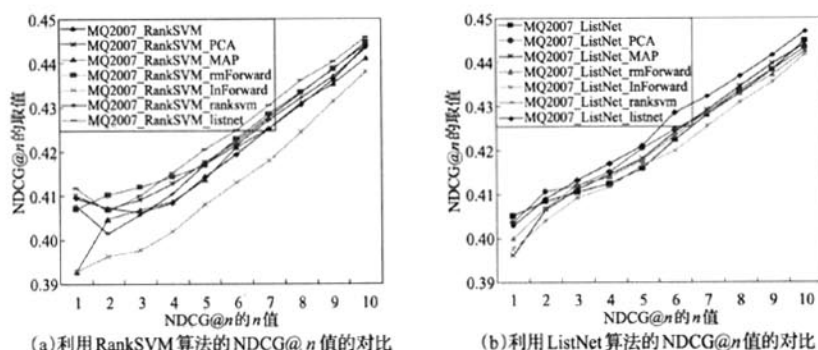 0.45
0.44
0.43
0.42
0.41
0.40
0.39
NDCG@n的取值
MQ2007_RankSVM
MQ2007_RankSVM_PCA
MQ2007_RankSVM_MAP
MQ2007_RankSVM_rmForward
MQ2007_RankSVM_InForward
MQ2007_RankSVM_ranksvm
MQ2007_RankSVM_listnet
1 2 3 4 5 6 7 8 9 10
NDCG@n的n值
(a)利用RankSVM算法的NDCG@n值的对比
0.45
0.44
0.43
0.42
0.41
0.40
0.39
NDCG@n的取值
MQ2007_ListNet
MQ2007_ListNet_PCA
MQ2007_ListNet_MAP
MQ2007_ListNet_rmForward
MQ2007_ListNet_InForward
MQ2007_ListNet_ranksvm
MQ2007_ListNet_listnet
1 2 3 4 5 6 7 8 9 10
NDCG@n的n值
(b)利用ListNet算法的NDCG@n值的对比